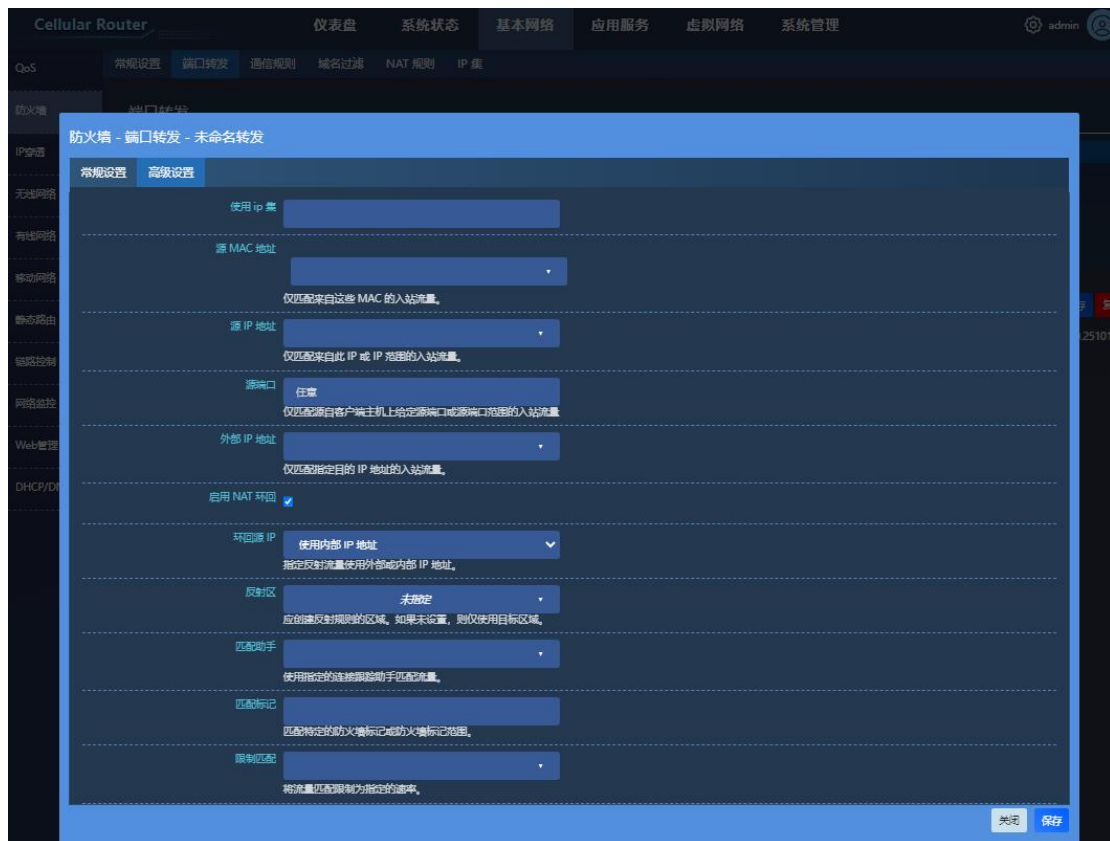 Cellular Router 仪表盘 系统状态 基本网络 应用服务 虚拟网络 系统管理 admin
QoS 常规设置 端口转发 通信规则 域名过滤 NAT 规则 IP 集
防火墙 端口转发
防火墙 - 端口转发 - 未命名转发
IP穿透
常规设置 高级设置
无线网络 使用 ip 集
有线网络 源 MAC 地址
移动网络
仅匹配来自这些 MAC 的入站流量。
静态路由 源 IP 地址
.25101
链路控制 仅匹配来自此 IP 或 IP 范围的入站流量。
源端口 任意
网络监控
仅匹配源自客户端主机上给定源端口或源端口范围的入站流量
Web管理 外部 IP 地址
仅匹配指定目的 IP 地址的入站流量。
DHCP/DN
启用 NAT 环回
环回源 IP 使用内部 IP 地址
指定反射流量使用外部或内部 IP 地址。
反射区 未指定
应创建反射规则的区域。如果未设置，则仅使用目标区域。
匹配助手
使用指定的连接跟踪助手匹配流量。
匹配标记
匹配特定的防火墙标记或防火墙标记范围。
限制匹配
将流量匹配限制为指定的速率。
关闭 保存